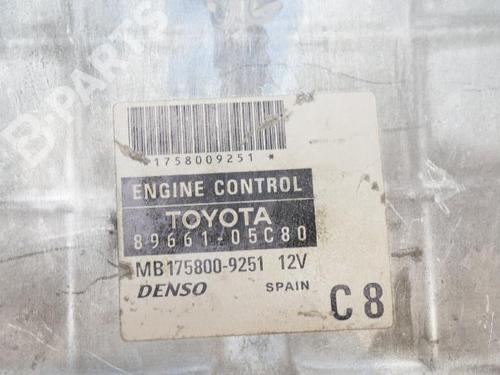 B-PARTS
*1758009251*
ENGINE CONTROL
TOYOTA
89661-05C80
MB175800-9251 12V
DENSO SPAIN
C8